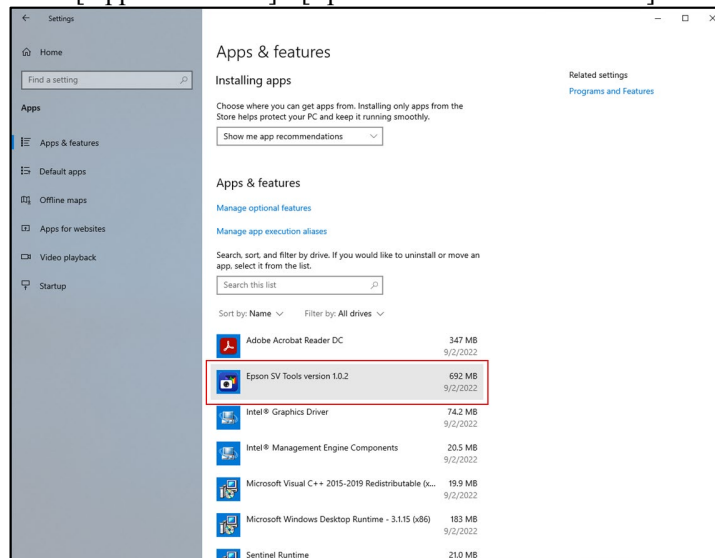 Settings
Home
Find a setting
Apps
Apps & features
Default apps
Offline maps
Apps for websites
Video playback
Startup
Apps & features
Installing apps
Choose where you can get apps from. Installing only apps from the
Store helps protect your PC and keep it running smoothly.
Show me app recommendations
Apps & features
Manage optional features
Manage app execution aliases
Search, sort, and filter by drive. If you would like to uninstall or move an
app, select it from the list.
Search this list
Sort by: Name Filter by: All drives
Adobe Acrobat Reader DC 347 MB
9/2/2022
Epson SV Tools version 1.0.2 692 MB
9/2/2022
Intel® Graphics Driver 74.2 MB
9/2/2022
Intel® Management Engine Components 20.5 MB
9/2/2022
Microsoft Visual C++ 2015-2019 Redistributable (x... 19.9 MB
9/2/2022
Microsoft Windows Desktop Runtime - 3.1.15 (x86) 183 MB
9/2/2022
Sentinel Runtime 21.0 MB
Related settings
Programs and Features